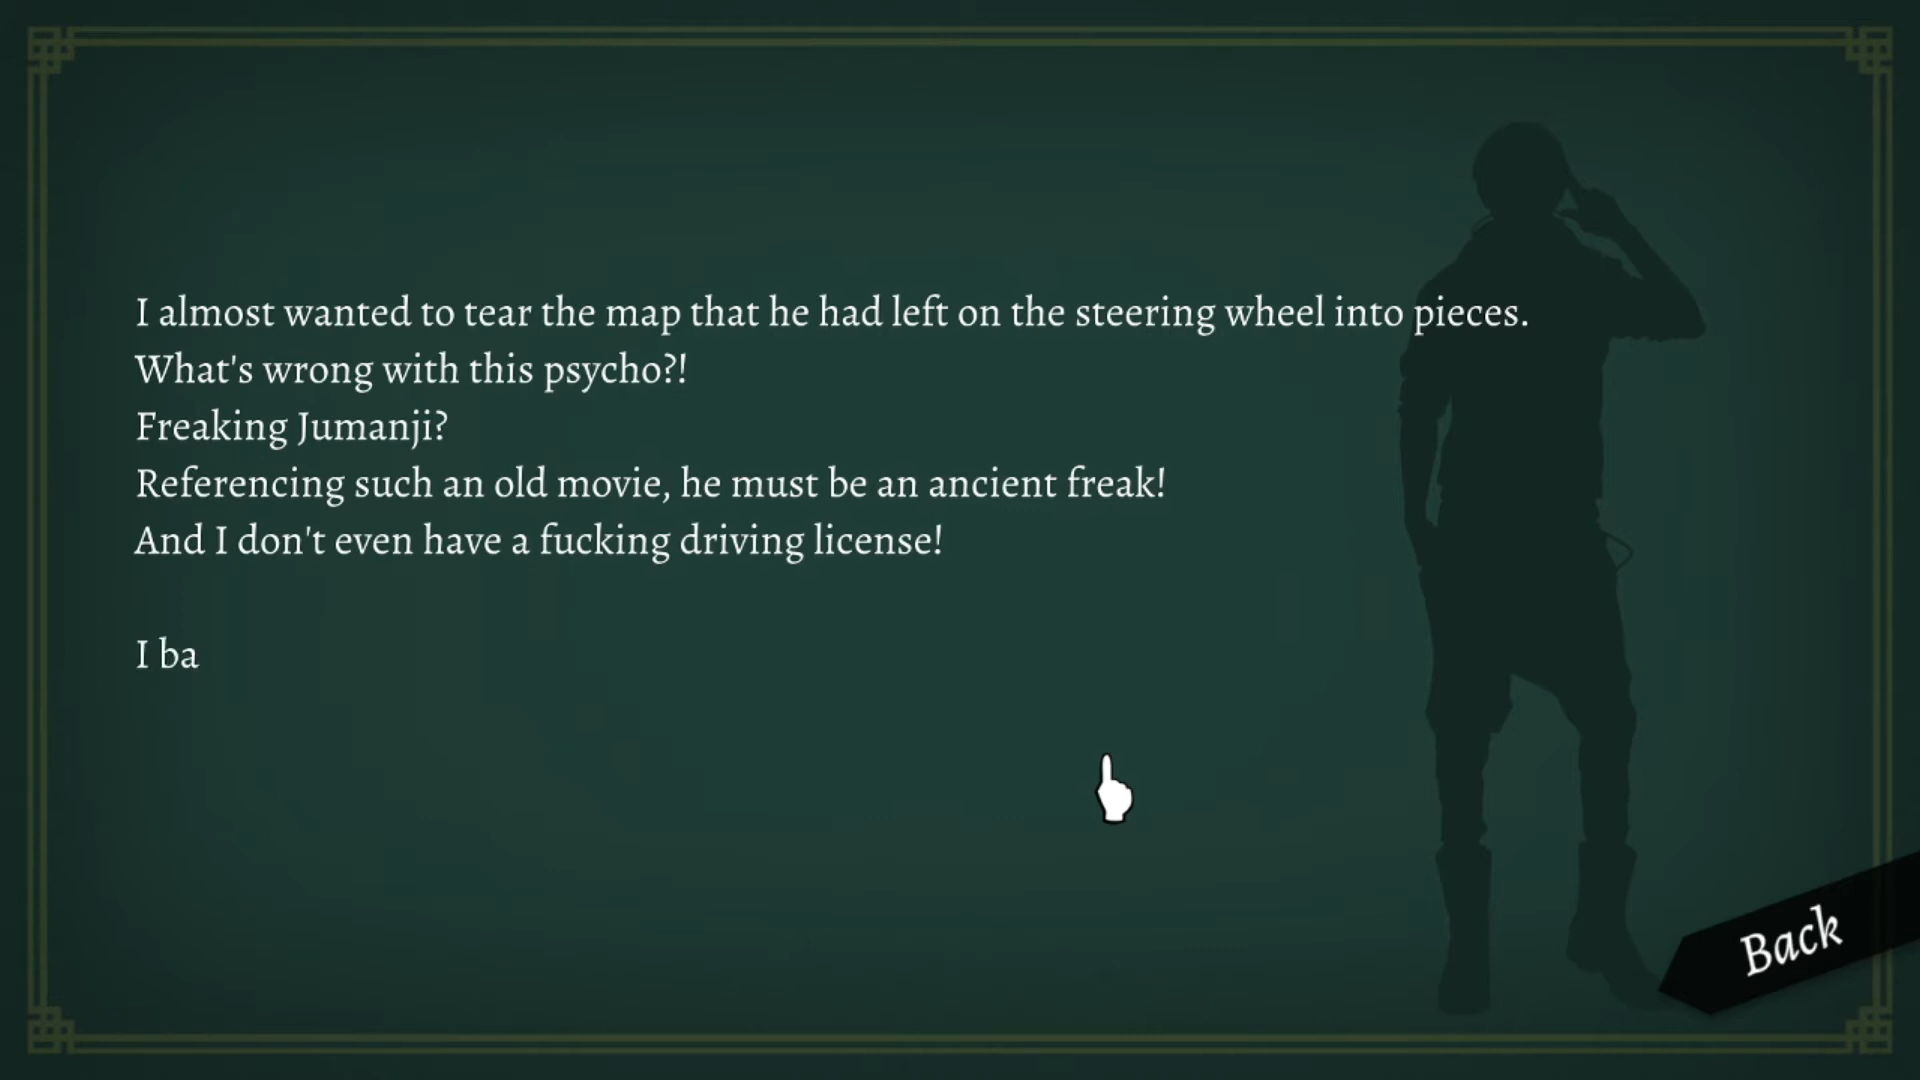 I almost wanted to tear the map that he had left on the steering wheel into pieces.
What's wrong with this psycho?!
Freaking Jumanji?
Referencing such an old movie, he must be an ancient freak!
And I don't even have a fucking driving license!
I ba
Back